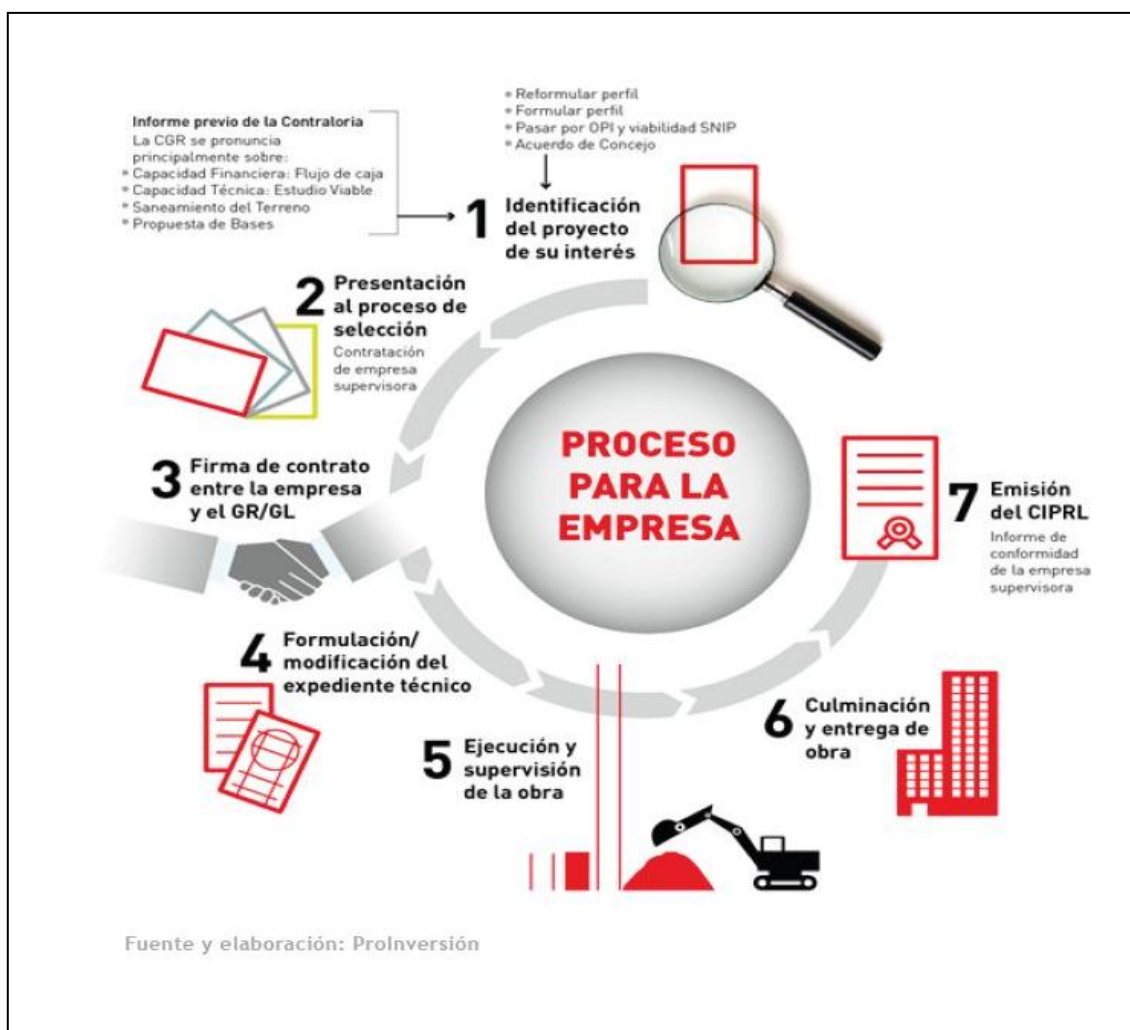 Informe previo de la Contraloria
La CGR se pronuncia
principalmente sobre:
* Capacidad Financiera: Flujo de caja
* Capacidad Técnica: Estudio Viable
* Saneamiento del Terreno
* Propuesta de Bases
* Reformular perfil
* Formular perfil
* Pasar por OPI y viabilidad SNIP
* Acuerdo de Concejo
1 Identificación
del proyecto
de su interés
2 Presentación
al proceso de
selección
Contratación
de empresa
supervisora
3 Firma de contrato
entre la empresa
y el GR/GL
4 Formulación/
modificación del
expediente técnico
5 Ejecución y
supervisión
de la obra
6 Culminación
y entrega de
obra
7 Emisión
del CIPRL
Informe de
conformidad
de la empresa
supervisora
PROCESO
PARA LA
EMPRESA
Fuente y elaboración: ProInversión